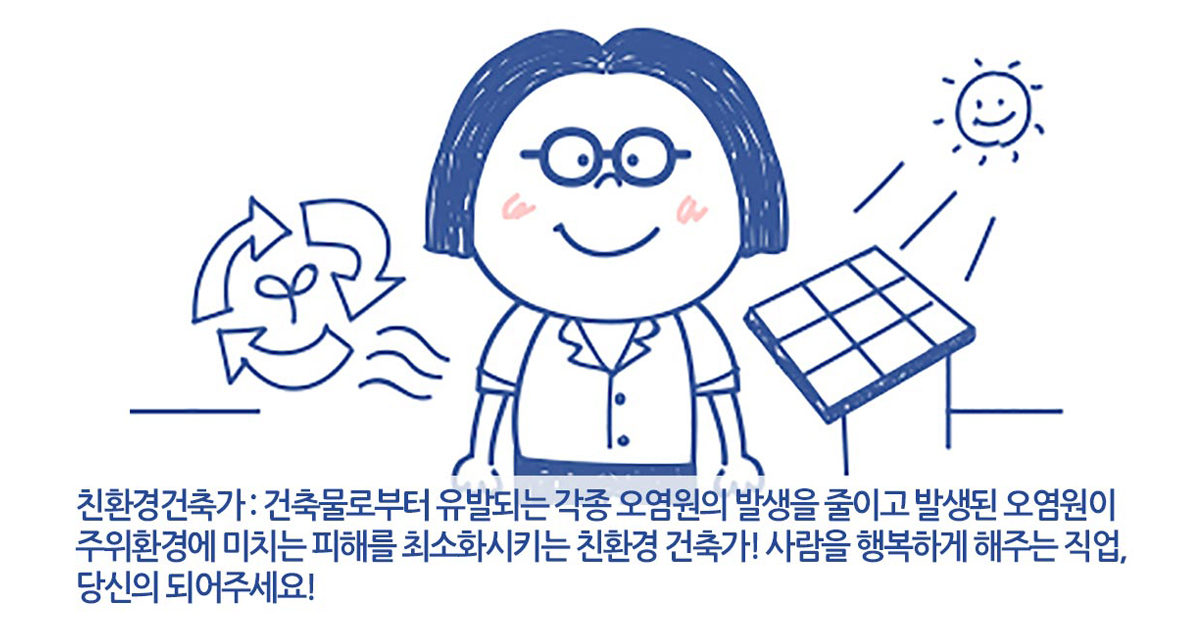 친환경건축가 : 건축물로부터 유발되는 각종 오염원의 발생을 줄이고 발생된 오염원이
주위환경에 미치는 피해를 최소화시키는 친환경 건축가! 사람을 행복하게 해주는 직업,
당신의 되어주세요!